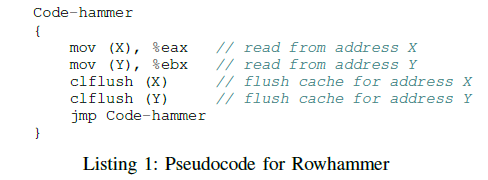 Code-hammer
{
mov (X), %eax // read from address X
mov (Y), %ebx // read from address Y
clflush (X) // flush cache for address X
clflush (Y) // flush cache for address Y
jmp Code-hammer
}
Listing 1: Pseudocode for Rowhammer